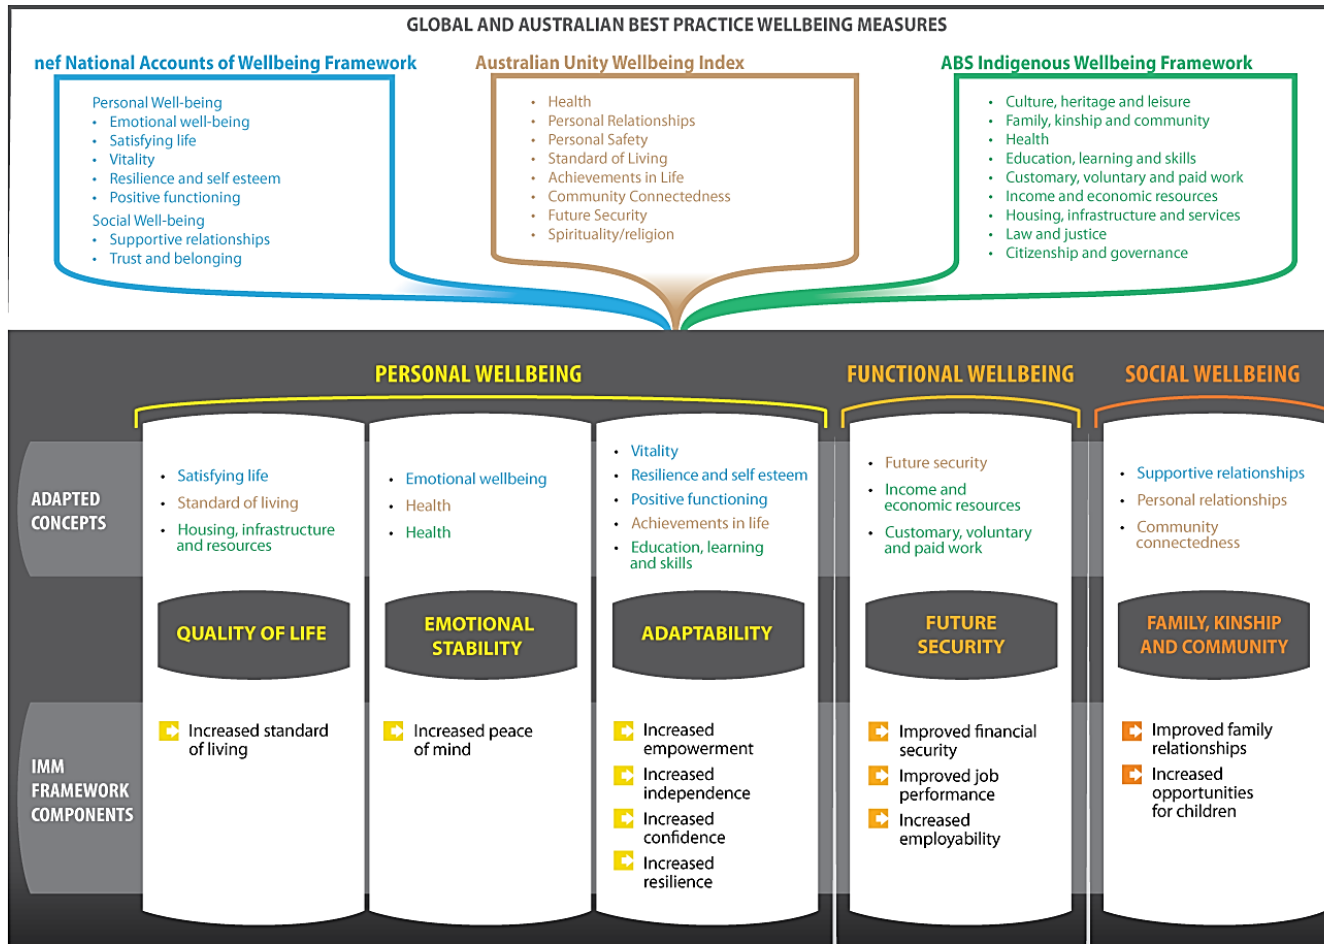 GLOBAL AND AUSTRALIAN BEST PRACTICE WELLBEING MEASURES
nef National Accounts of Wellbeing Framework
Personal Well-being
• Emotional well-being
• Satisfying life
• Vitality
• Resilience and self esteem
• Positive functioning
Social Well-being
• Supportive relationships
• Trust and belonging
Australian Unity Wellbeing Index
• Health
• Personal Relationships
• Personal Safety
• Standard of Living
• Achievements in Life
• Community Connectedness
• Future Security
• Spirituality/religion
ABS Indigenous Wellbeing Framework
• Culture, heritage and leisure
• Family, kinship and community
• Health
• Education, learning and skills
• Customary, voluntary and paid work
• Income and economic resources
• Housing, infrastructure and services
• Law and justice
• Citizenship and governance
PERSONAL WELLBEING
FUNCTIONAL WELLBEING
SOCIAL WELLBEING
ADAPTED
CONCEPTS
• Satisfying life
• Standard of living
• Housing, infrastructure
and resources
• Emotional wellbeing
• Health
• Health
• Vitality
• Resilience and self esteem
• Positive functioning
• Achievements in life
• Education, learning
and skills
• Future security
• Income and
economic resources
• Customary, voluntary
and paid work
• Supportive relationships
• Personal relationships
• Community
connectedness
QUALITY OF LIFE
EMOTIONAL
STABILITY
ADAPTABILITY
FUTURE
SECURITY
FAMILY, KINSHIP
AND COMMUNITY
IMM
FRAMEWORK
COMPONENTS
Increased standard
of living
Increased peace
of mind
Increased
empowerment
Increased
independence
Increased
confidence
Increased
resilience
Improved financial
security
Improved job
performance
Increased
employability
Improved family
relationships
Increased
opportunities
for children